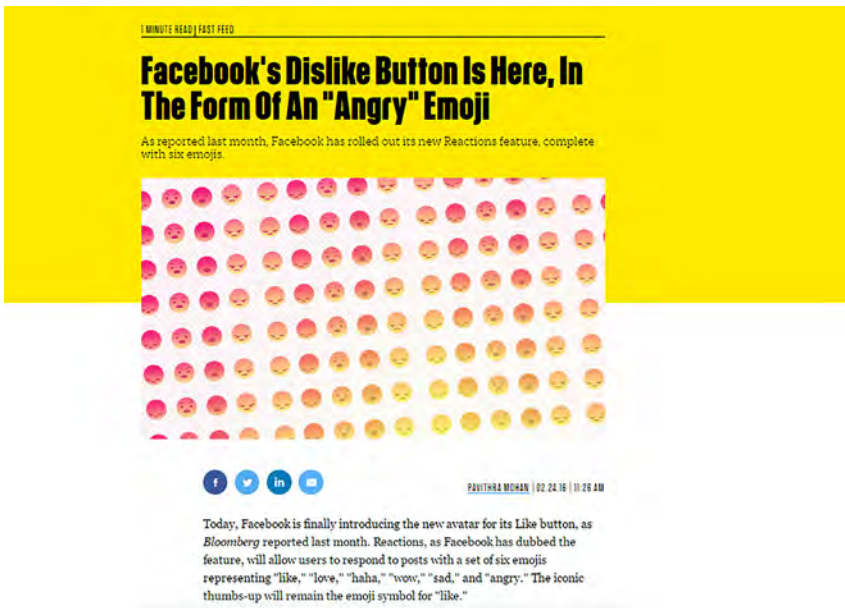 1 MINUTE READ | FAST FEED
Facebook's Dislike Button Is Here, In
The Form Of An "Angry" Emoji
As reported last month, Facebook has rolled out its new Reactions feature, complete
with six emojis.
f
in
PAVITHRA MOHAN | 02.24.16 | 11:26 AM
Today, Facebook is finally introducing the new avatar for its Like button, as
Bloomberg reported last month. Reactions, as Facebook has dubbed the
feature, will allow users to respond to posts with a set of six emojis
representing "like," "love," "haha," "wow," "sad," and "angry." The iconic
thumbs-up will remain the emoji symbol for "like."